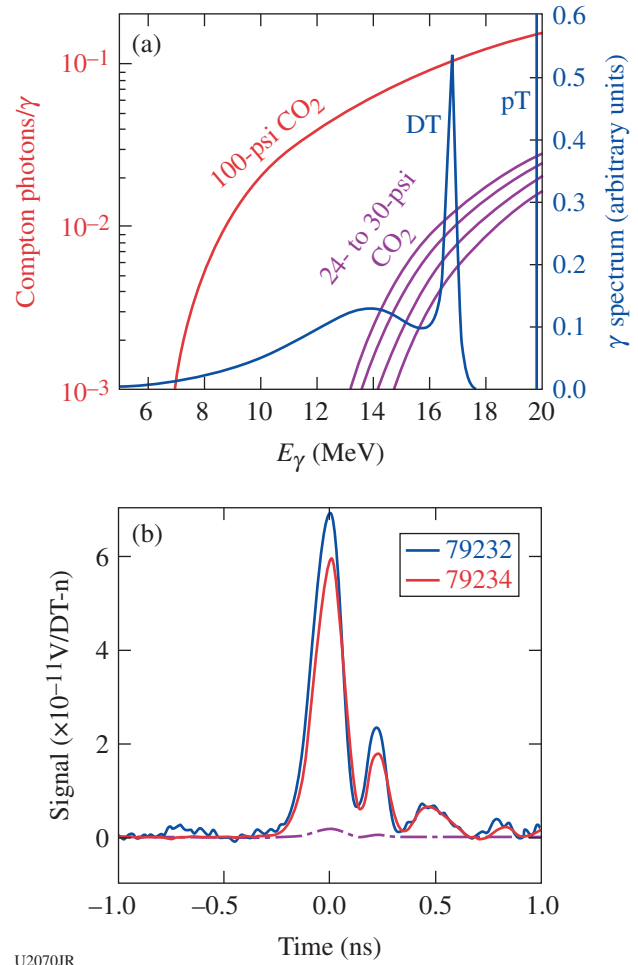 (a)
Compton photons/γ
10⁻¹
10⁻²
10⁻³
100-psi CO₂
24- to 30-psi
CO₂
DT
pT
0.6
0.5
0.4
0.3
0.2
0.1
0.0
γ spectrum (arbitrary units)
6 8 10 12 14 16 18 20
Eγ (MeV)
(b)
79232
79234
Signal (×10⁻¹¹V/DT-n)
6
4
2
0
–1.0 –0.5 0.0 0.5 1.0
Time (ns)
U2070JR